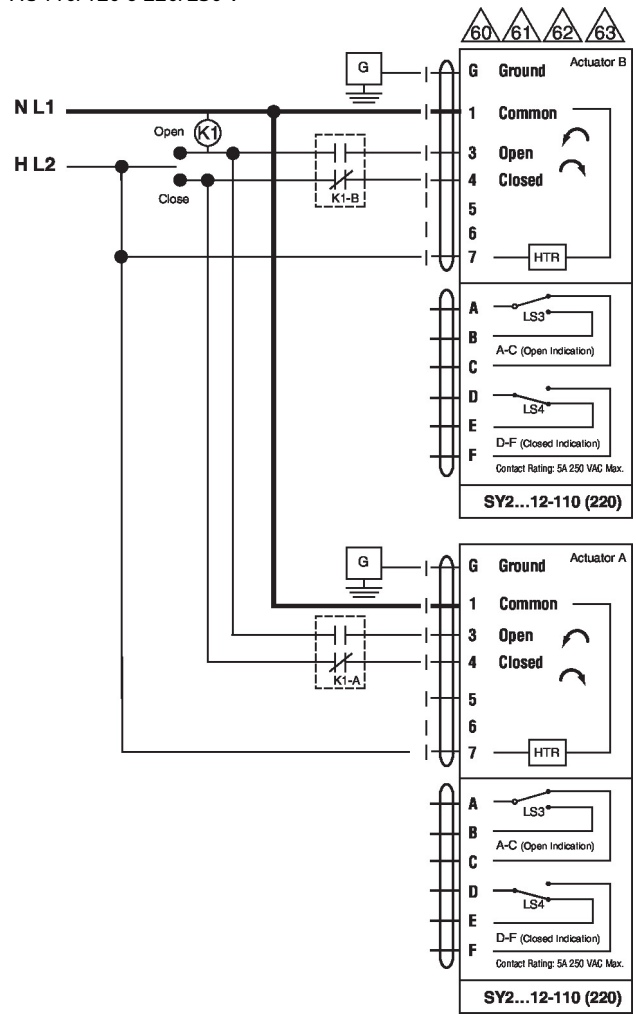 60 61 62 63
G G Ground Actuator B
N L1 1 Common
Open K1
3 Open
H L2
4 Closed
Close K1-B
5
6
7 HTR
A LS3
B
A-C (Open Indication)
C
D LS4
E
D-F (Closed Indication)
F
Contact Rating: 5A 250 VAC Max.
SY2...12-110 (220)
G G Ground Actuator A
1 Common
3 Open
4 Closed
K1-A
5
6
7 HTR
A LS3
B
A-C (Open Indication)
C
D LS4
E
D-F (Closed Indication)
F
Contact Rating: 5A 250 VAC Max.
SY2...12-110 (220)